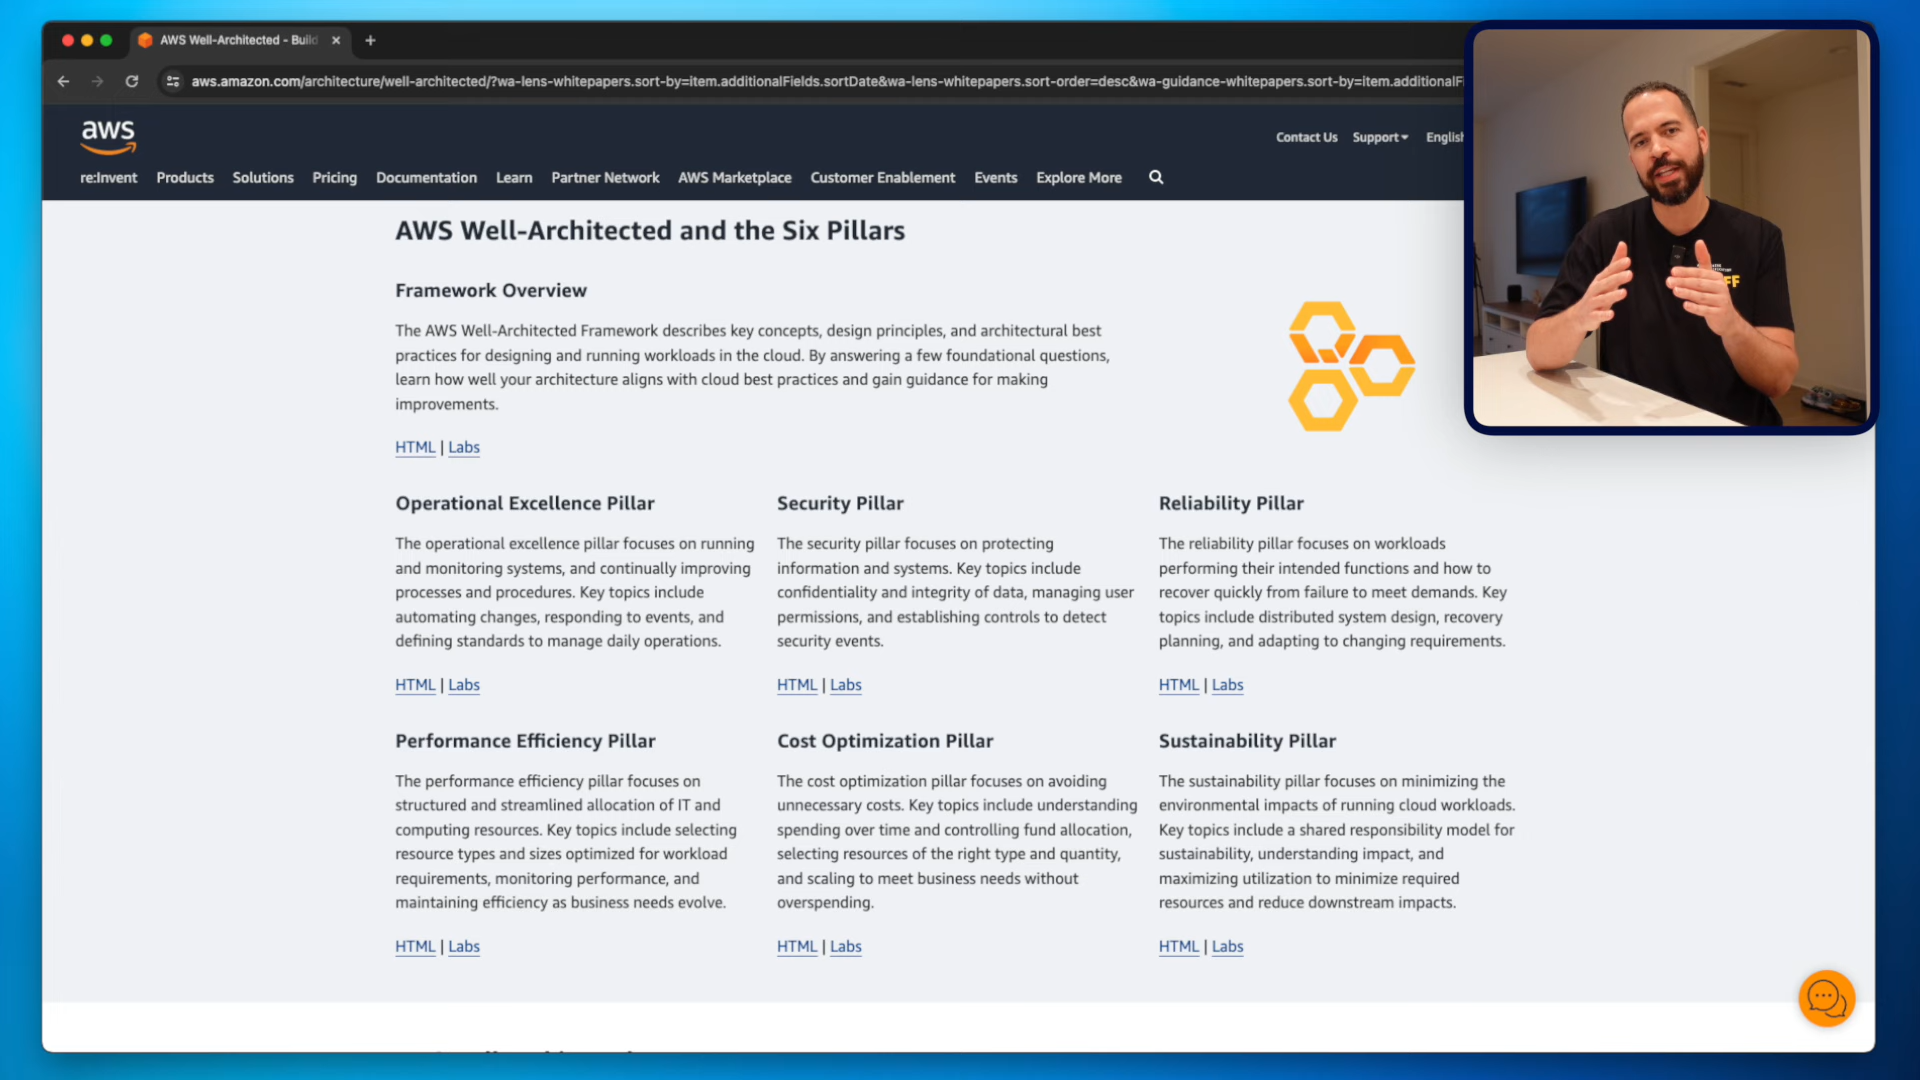 AWS Well-Architected - Build
aws.amazon.com/architecture/well-architected/?wa-lens-whitepapers.sort-by=item.additionalFields.sortDate&wa-lens-whitepapers.sort-order=desc&wa-guidance-whitepapers.sort-by=item.additionalFi
aws
Contact Us Support English
re:Invent Products Solutions Pricing Documentation Learn Partner Network AWS Marketplace Customer Enablement Events Explore More
AWS Well-Architected and the Six Pillars
Framework Overview
The AWS Well-Architected Framework describes key concepts, design principles, and architectural best
practices for designing and running workloads in the cloud. By answering a few foundational questions,
learn how well your architecture aligns with cloud best practices and gain guidance for making
improvements.
HTML | Labs
Operational Excellence Pillar
The operational excellence pillar focuses on running
and monitoring systems, and continually improving
processes and procedures. Key topics include
automating changes, responding to events, and
defining standards to manage daily operations.
HTML | Labs
Security Pillar
The security pillar focuses on protecting
information and systems. Key topics include
confidentiality and integrity of data, managing user
permissions, and establishing controls to detect
security events.
HTML | Labs
Reliability Pillar
The reliability pillar focuses on workloads
performing their intended functions and how to
recover quickly from failure to meet demands. Key
topics include distributed system design, recovery
planning, and adapting to changing requirements.
HTML | Labs
Performance Efficiency Pillar
The performance efficiency pillar focuses on
structured and streamlined allocation of IT and
computing resources. Key topics include selecting
resource types and sizes optimized for workload
requirements, monitoring performance, and
maintaining efficiency as business needs evolve.
HTML | Labs
Cost Optimization Pillar
The cost optimization pillar focuses on avoiding
unnecessary costs. Key topics include understanding
spending over time and controlling fund allocation,
selecting resources of the right type and quantity,
and scaling to meet business needs without
overspending.
HTML | Labs
Sustainability Pillar
The sustainability pillar focuses on minimizing the
environmental impacts of running cloud workloads.
Key topics include a shared responsibility model for
sustainability, understanding impact, and
maximizing utilization to minimize required
resources and reduce downstream impacts.
HTML | Labs